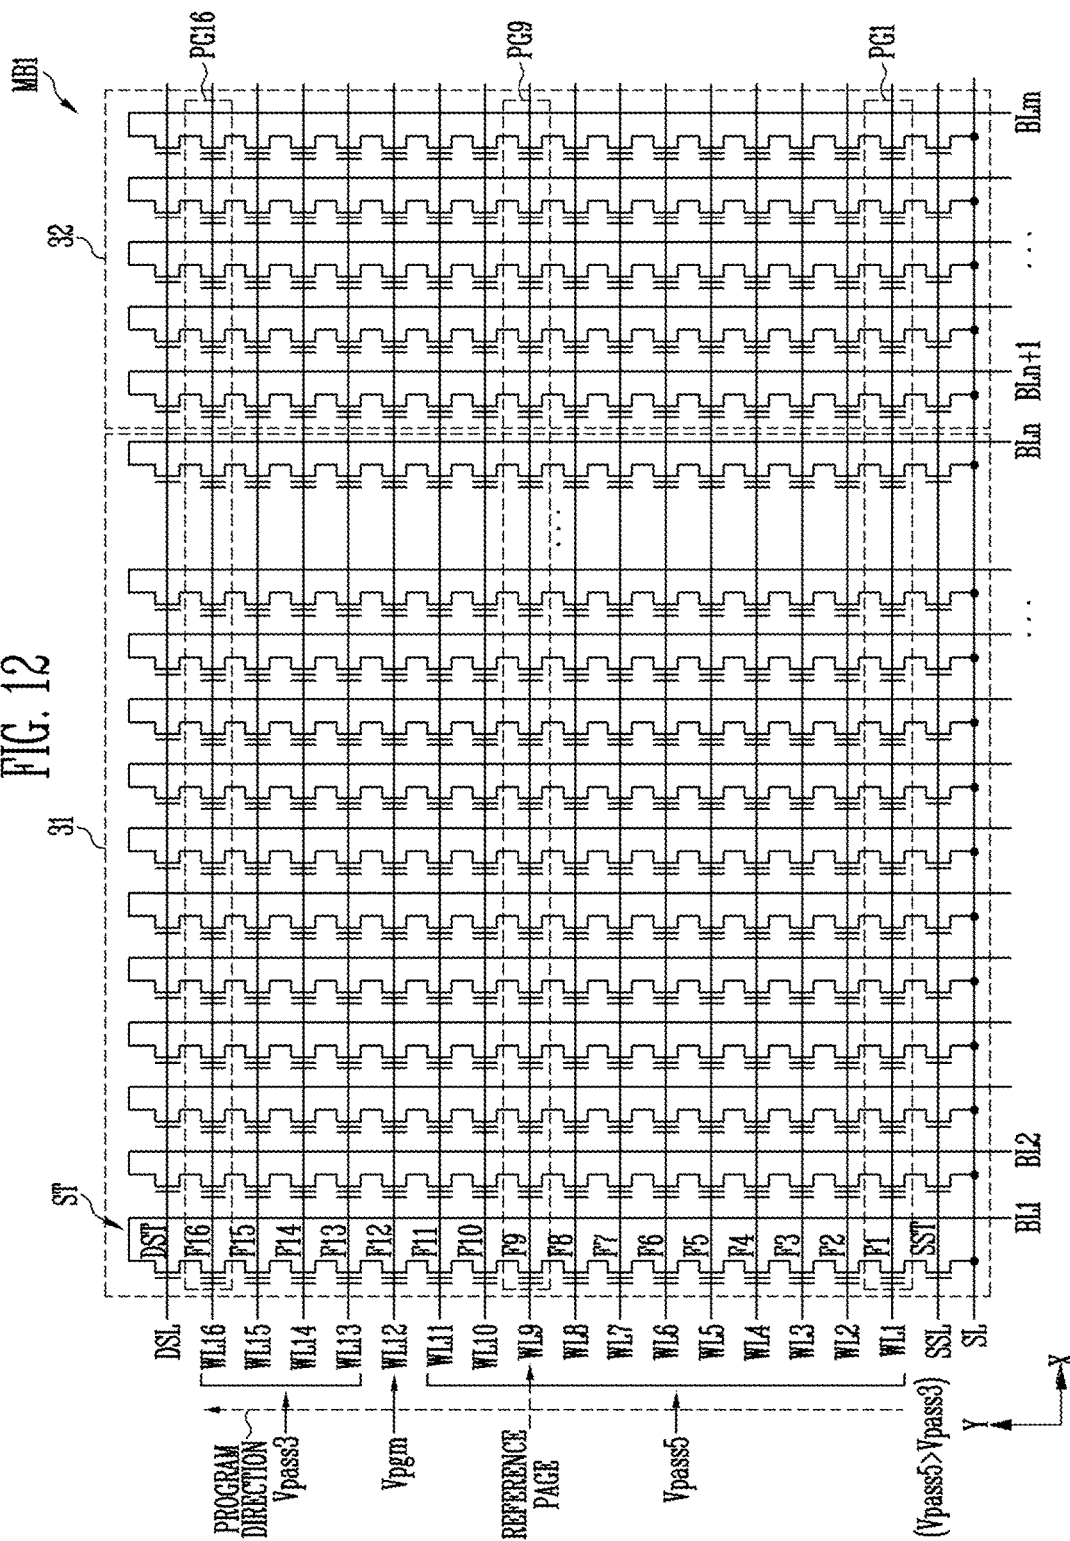 FIG. 12
MB1
31
32
ST
PG16
PG9
PG1
DSL
WL16
WL15
WL14
WL13
WL12
WL11
WL10
WL9
WL8
WL7
WL6
WL5
WL4
WL3
WL2
WL1
SSL
SL
DST
F16
F15
F14
F13
F12
F11
F10
F9
F8
F7
F6
F5
F4
F3
F2
F1
SST
PROGRAM
DIRECTION
Vpass3
Vpgm
REFERENCE
PAGE
Vpass5
(Vpass5>Vpass3)
Y
X
BL1
BL2
...
BLn
BLn+1
...
BLm
...